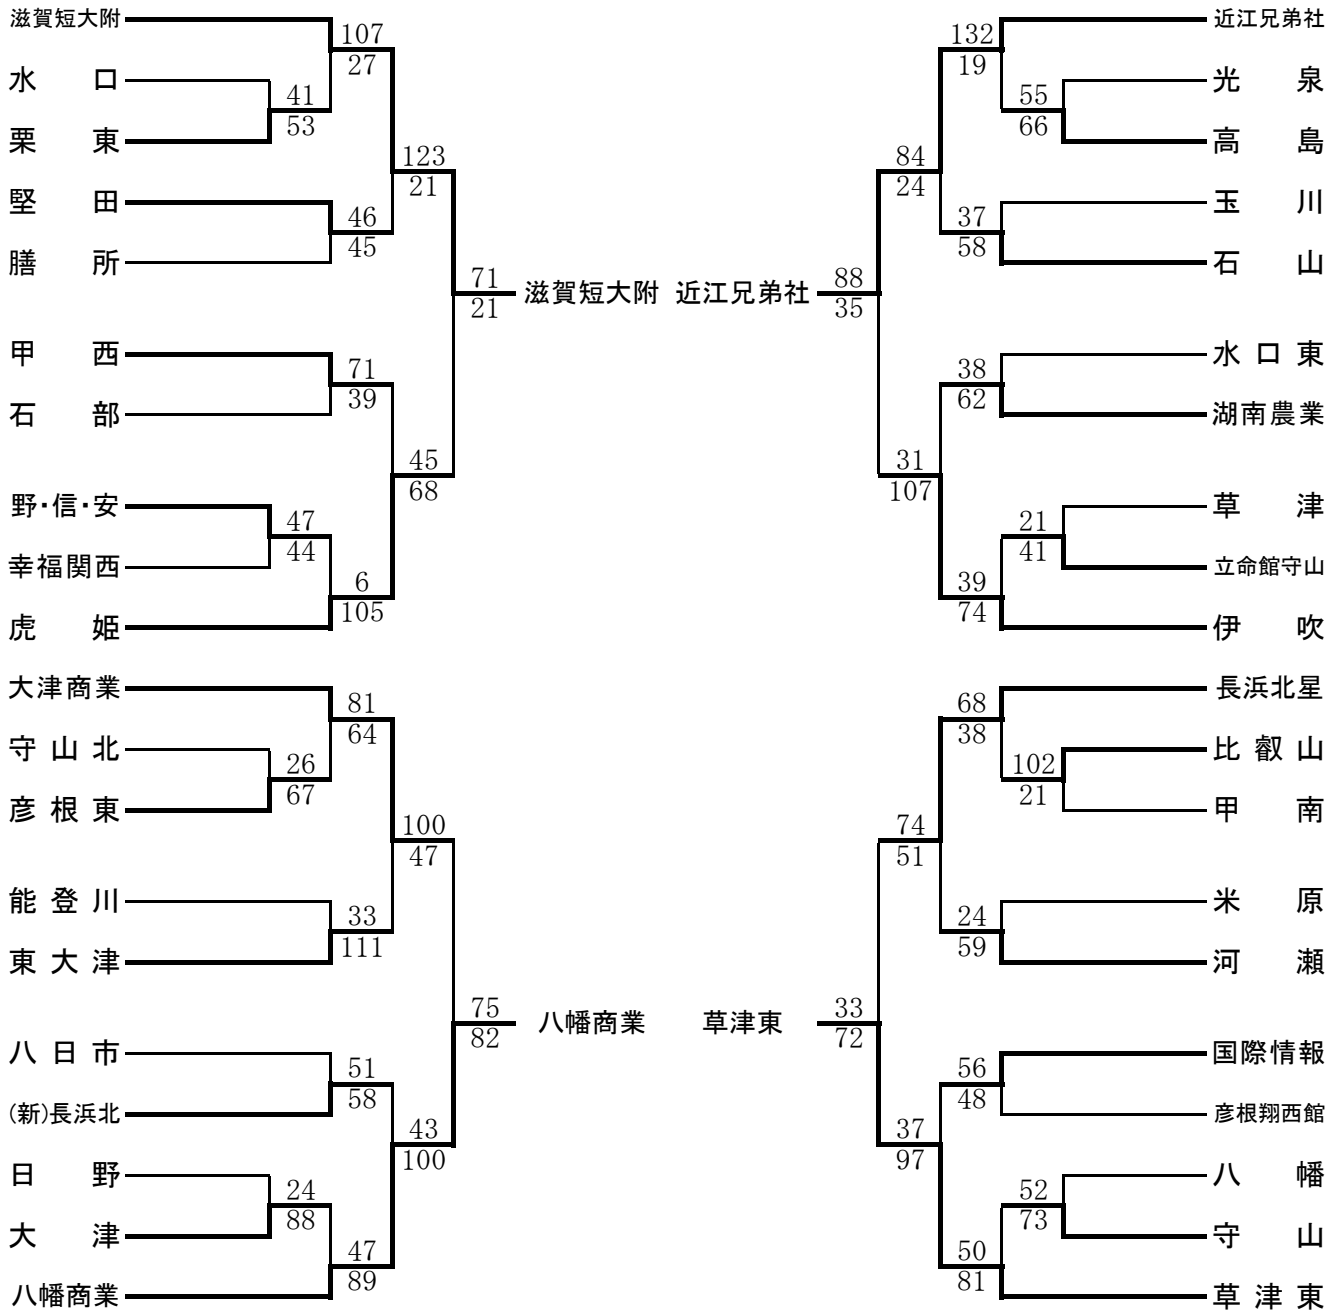 滋賀短大附
107
27
水口
41
53
栗東
123
21
堅田
46
45
膳所
71
21
滋賀短大附
甲西
71
39
石部
45
68
野・信・安
47
44
幸福関西
6
105
虎姫
大津商業
81
64
守山北
26
67
彦根東
100
47
能登川
33
111
東大津
75
82
八幡商業
八日市
51
58
(新)長浜北
43
100
日野
24
88
大津
47
89
八幡商業
近江兄弟社
132
19
光泉
55
66
高島
84
24
玉川
37
58
石山
近江兄弟社
88
35
水口東
38
62
湖南農業
31
107
草津
21
41
立命館守山
39
74
伊吹
長浜北星
68
38
比叡山
102
21
甲南
74
51
米原
24
59
河瀬
草津東
33
72
国際情報
56
48
彦根翔西館
37
97
八幡
52
73
守山
50
81
草津東